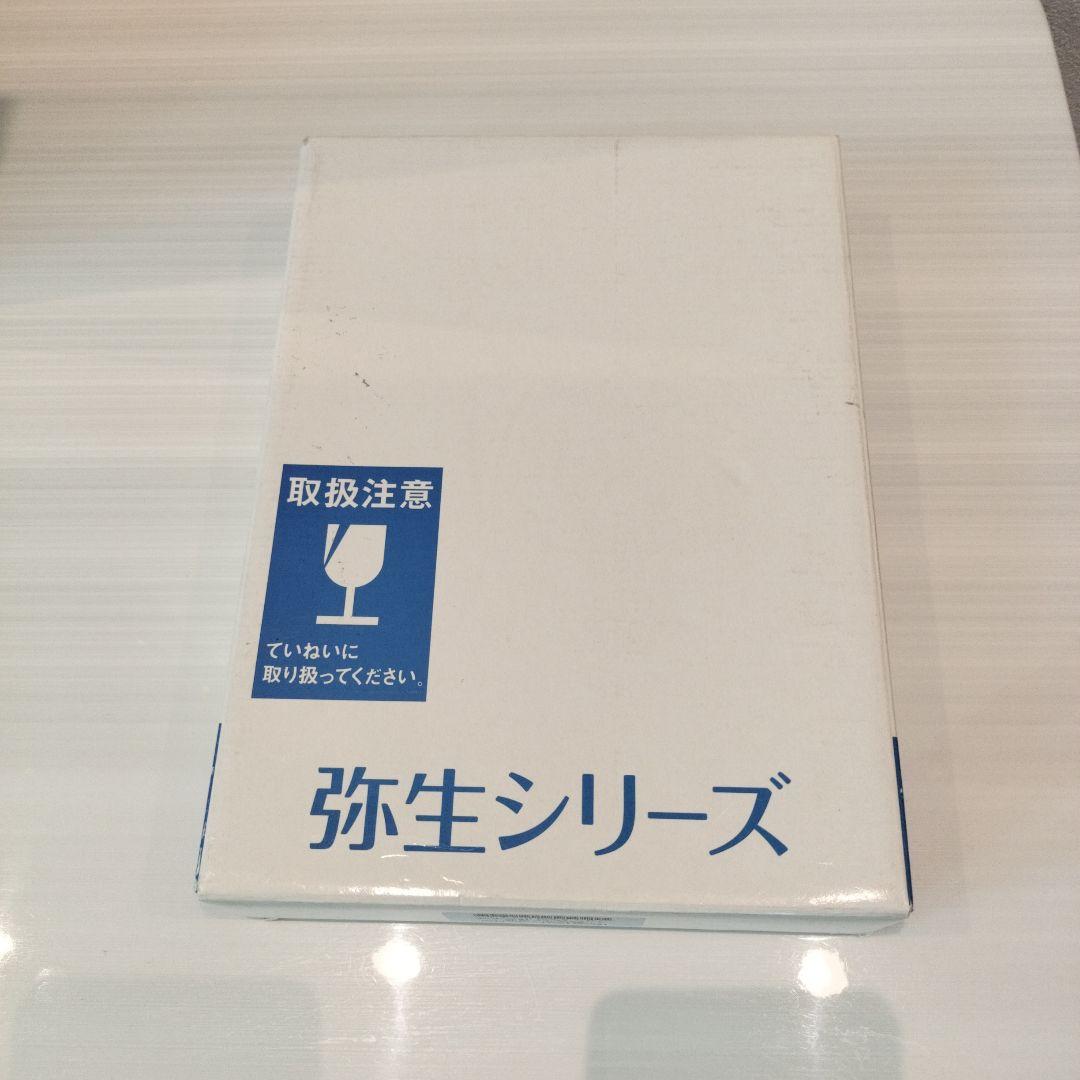 取扱注意
ていねいに
取り扱ってください。
弥生シリーズ